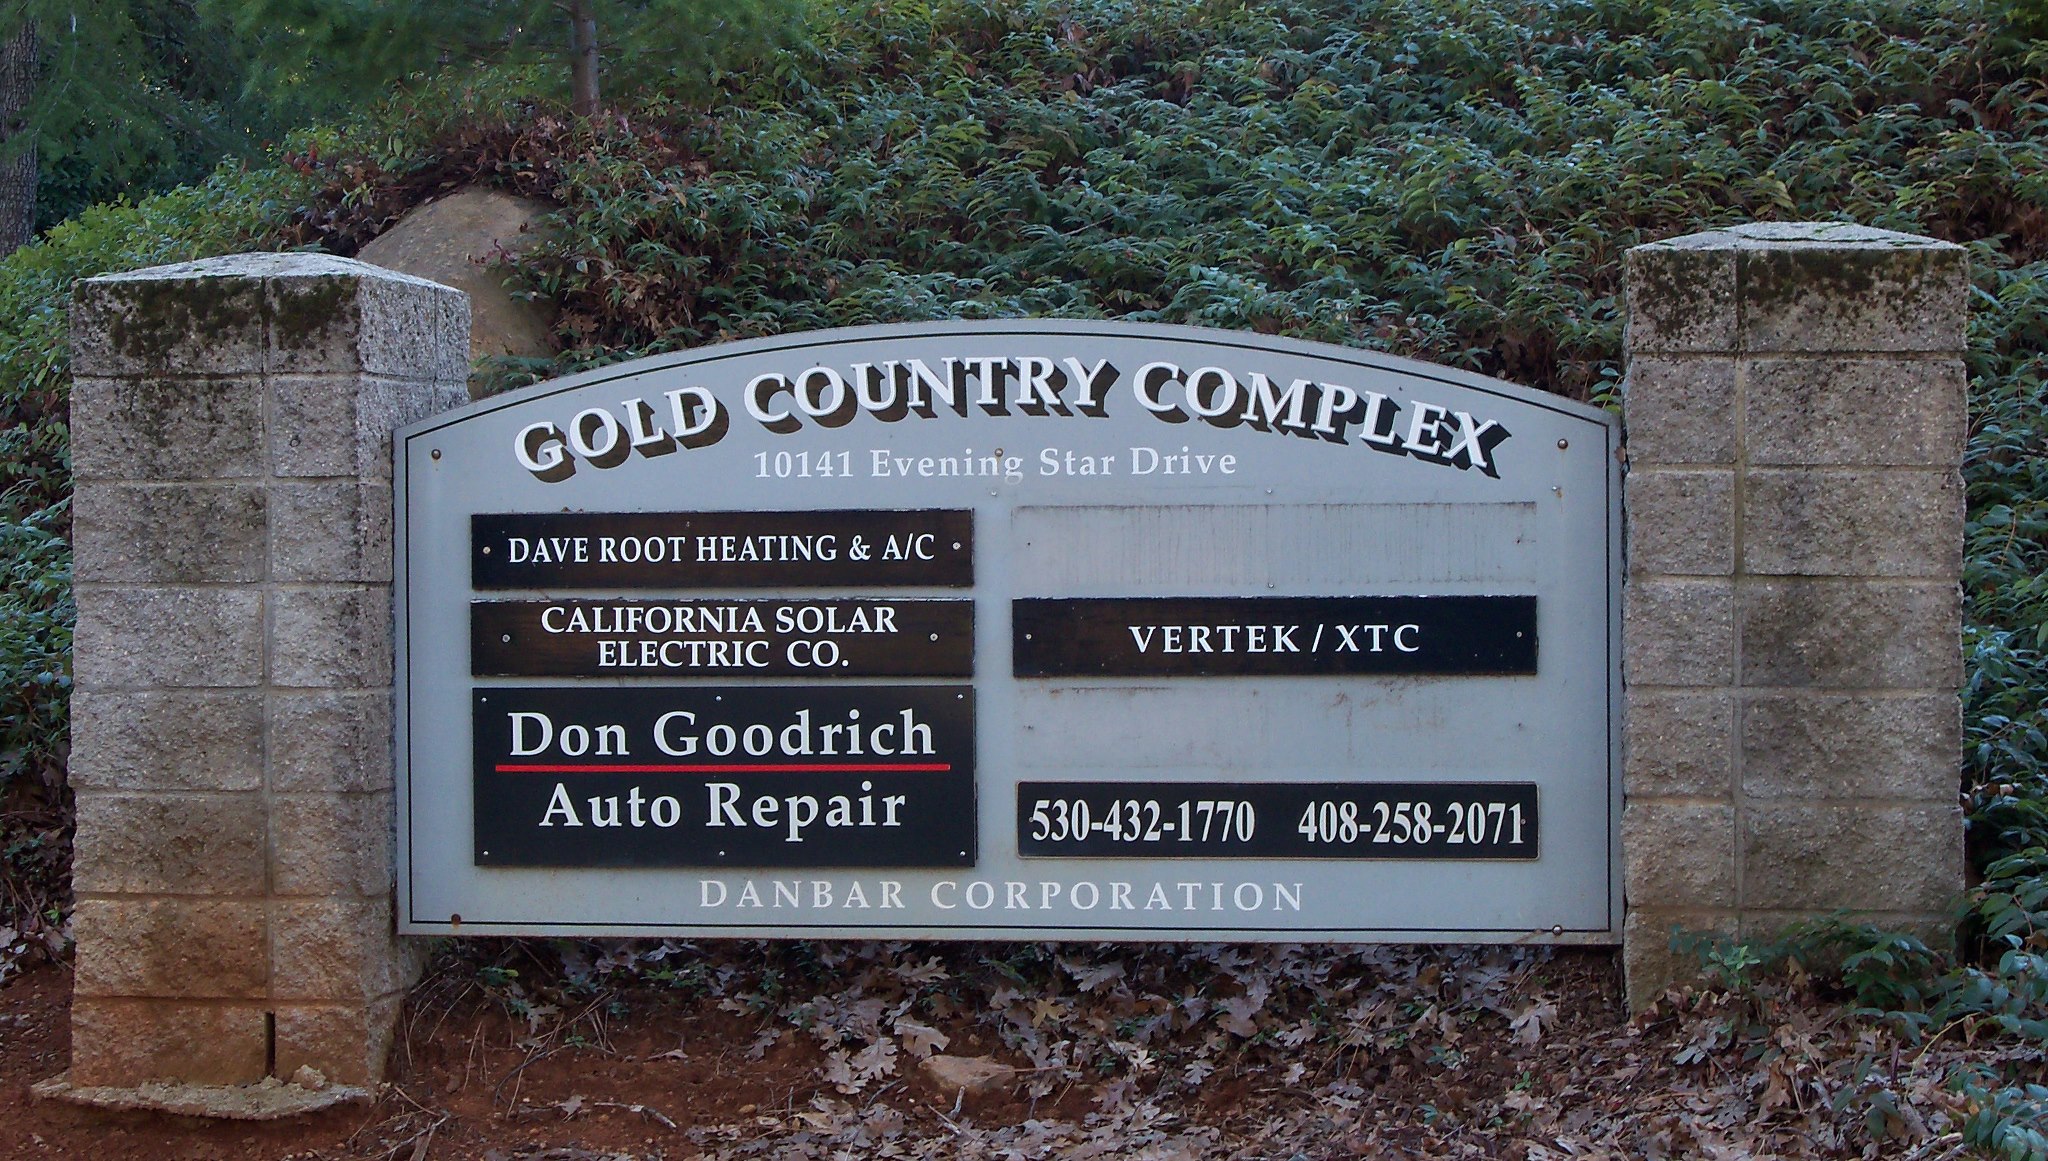 GOLD COUNTRY COMPLEX
10141 Evening Star Drive
DAVE ROOT HEATING & A/C
CALIFORNIA SOLAR
ELECTRIC CO.
Don Goodrich
Auto Repair
VERTEK / XTC
530-432-1770 408-258-2071
DANBAR CORPORATION